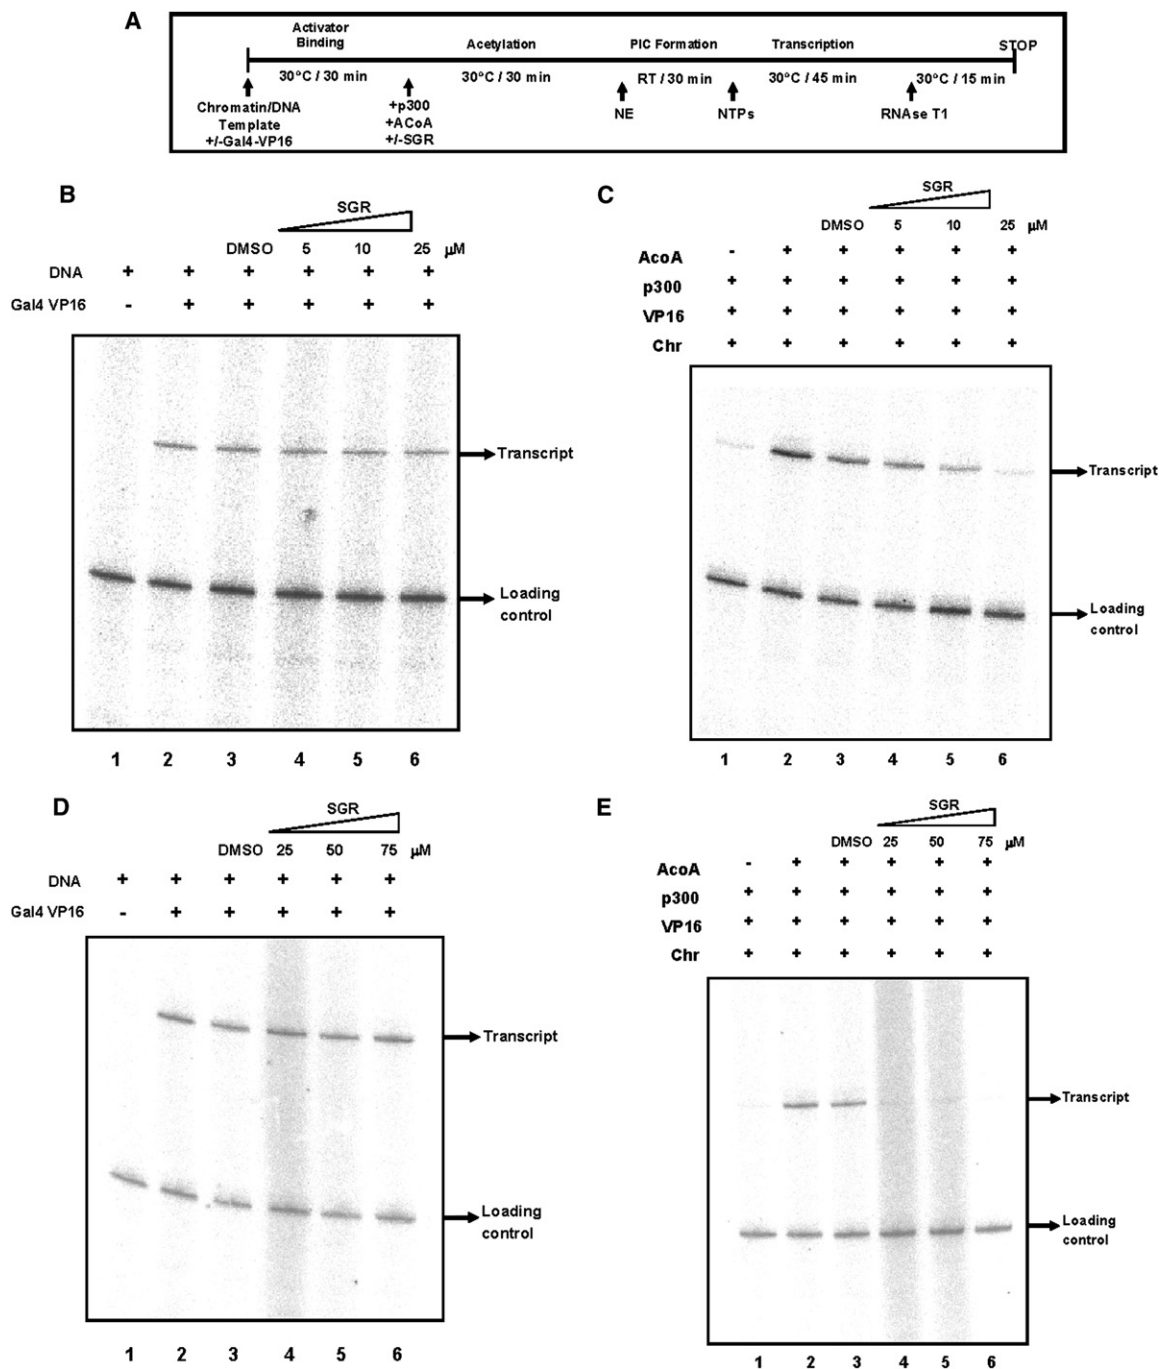 A
Activator
Binding
Acetylation
PIC Formation
Transcription
STOP
30°C / 30 min
30°C / 30 min
RT / 30 min
30°C / 45 min
30°C / 15 min
Chromatin/DNA
Template
+/-Gal4-VP16
+p300
+ACoA
+/-SGR
NE
NTPs
RNAse T1
B
SGR
DMSO 5 10 25 µM
DNA + + + + + +
Gal4 VP16 - + + + + +
Transcript
Loading
control
1 2 3 4 5 6
C
SGR
DMSO 5 10 25 µM
AcoA - + + + + +
p300 + + + + + +
VP16 + + + + + +
Chr + + + + + +
Transcript
Loading
control
1 2 3 4 5 6
D
SGR
DMSO 25 50 75 µM
DNA + + + + + +
Gal4 VP16 - + + + + +
Transcript
Loading
control
1 2 3 4 5 6
E
SGR
DMSO 25 50 75 µM
AcoA - + + + + +
p300 + + + + + +
VP16 + + + + + +
Chr + + + + + +
Transcript
Loading
control
1 2 3 4 5 6